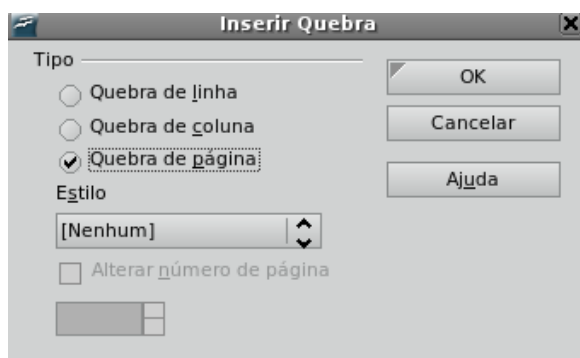 Inserir Quebra
Tipo
Quebra de linha
Quebra de coluna
Quebra de página
Estilo
[Nenhum]
Alterar número de página
OK
Cancelar
Ajuda